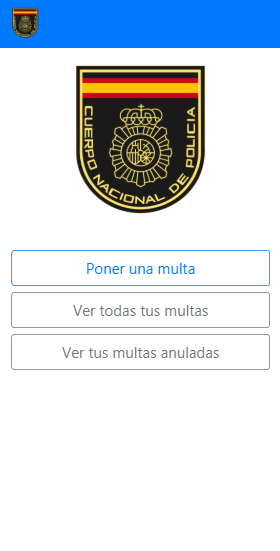 CUERPO NACIONAL DE POLICIA
Poner una multa
Ver todas tus multas
Ver tus multas anuladas